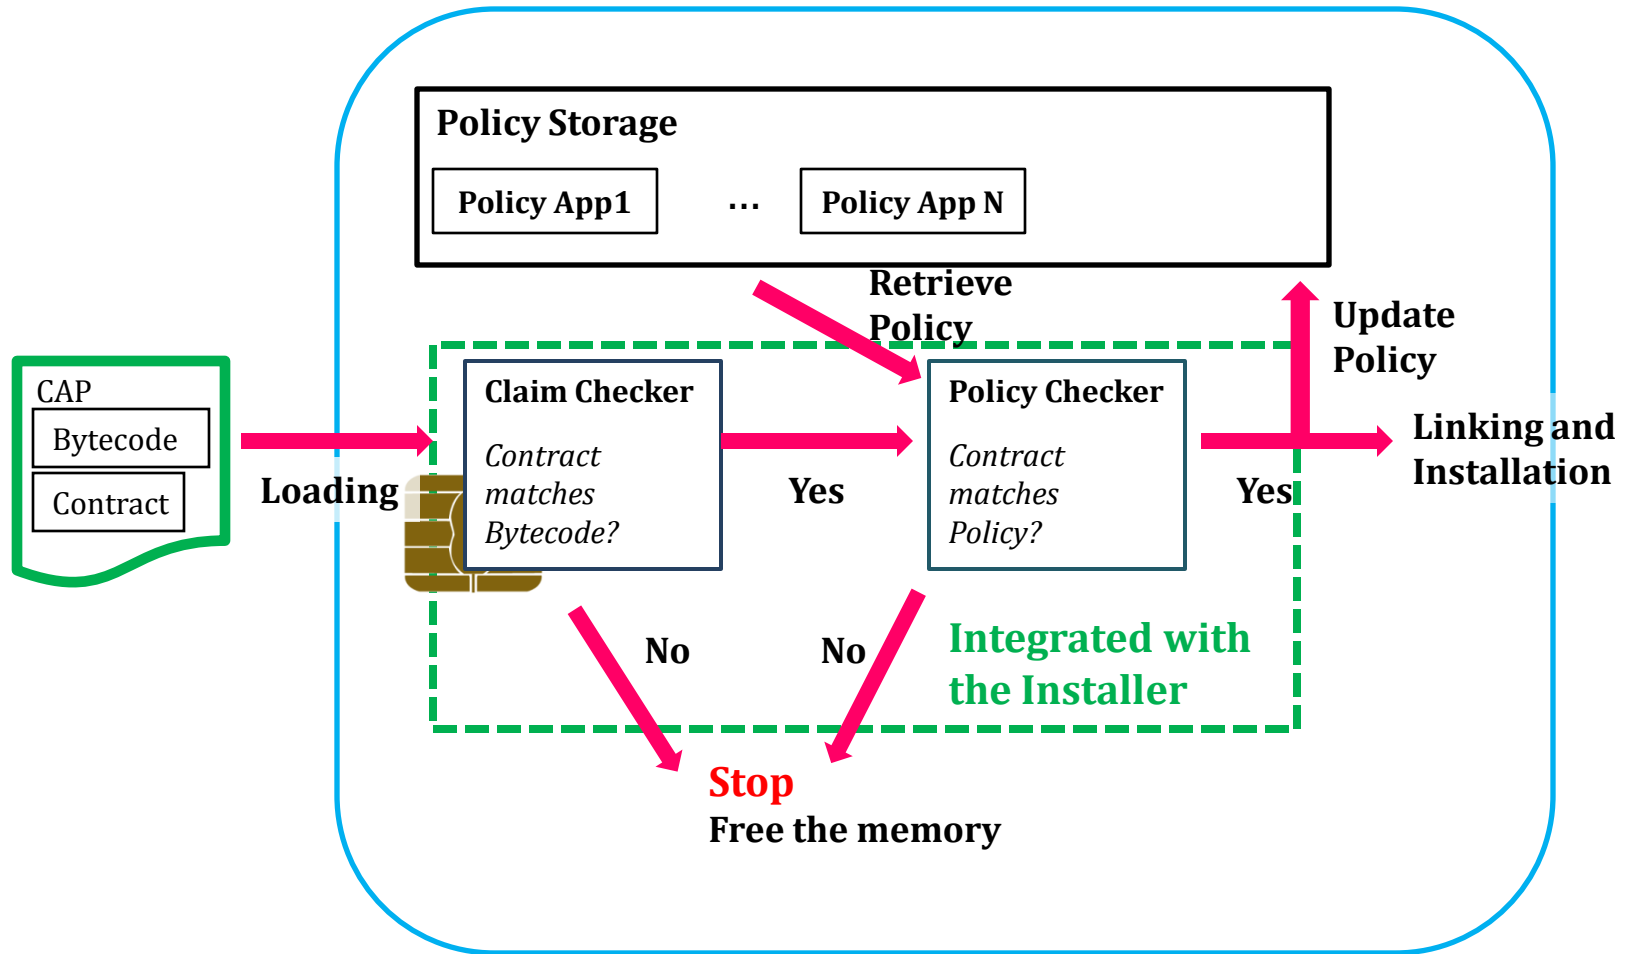 Policy Storage
Policy App1
...
Policy App N
Retrieve
Policy
Update
Policy
CAP
Bytecode
Contract
Loading
Claim Checker
Contract
matches
Bytecode?
Yes
Policy Checker
Contract
matches
Policy?
Yes
Linking and
Installation
No
No
Integrated with
the Installer
Stop
Free the memory